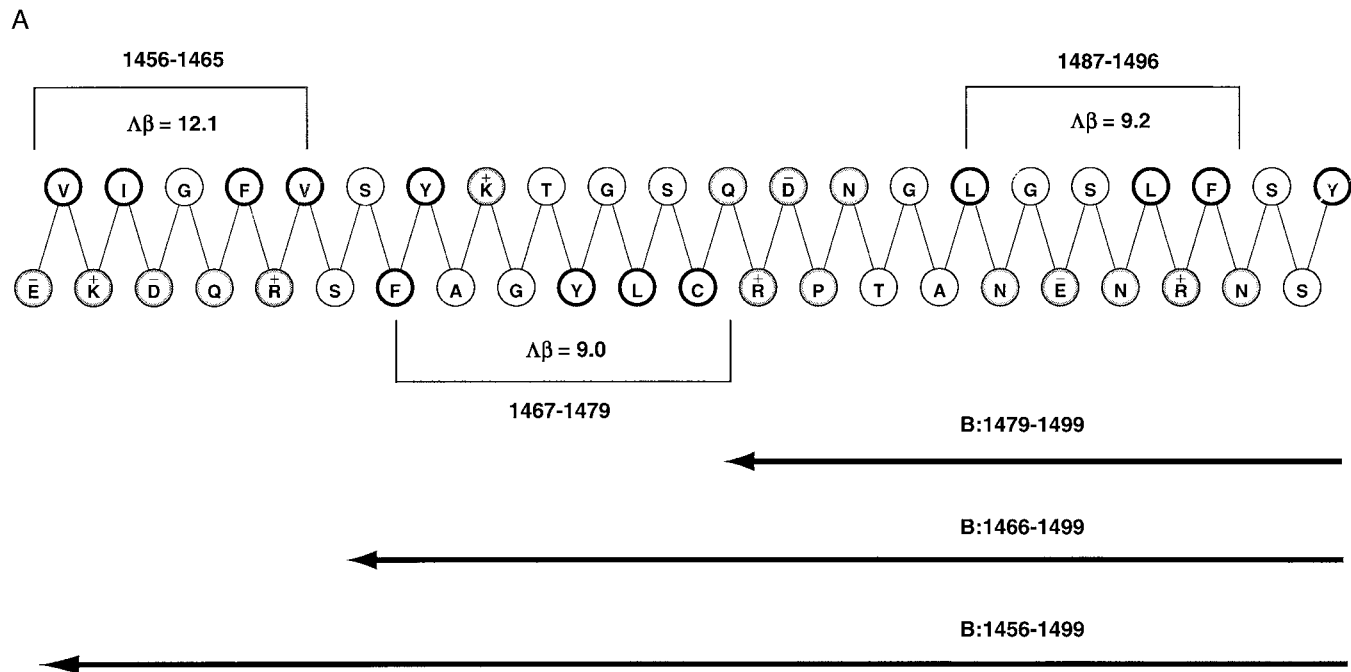 A
1456-1465
1487-1496
Λβ = 12.1
Λβ = 9.2
V I G F V S Y K+ T G S Q D− N G L G S L F S Y
E− K+ D− Q R+ S F A G Y L C R+ P T A N E− N R+ N S
Λβ = 9.0
1467-1479
B:1479-1499
B:1466-1499
B:1456-1499